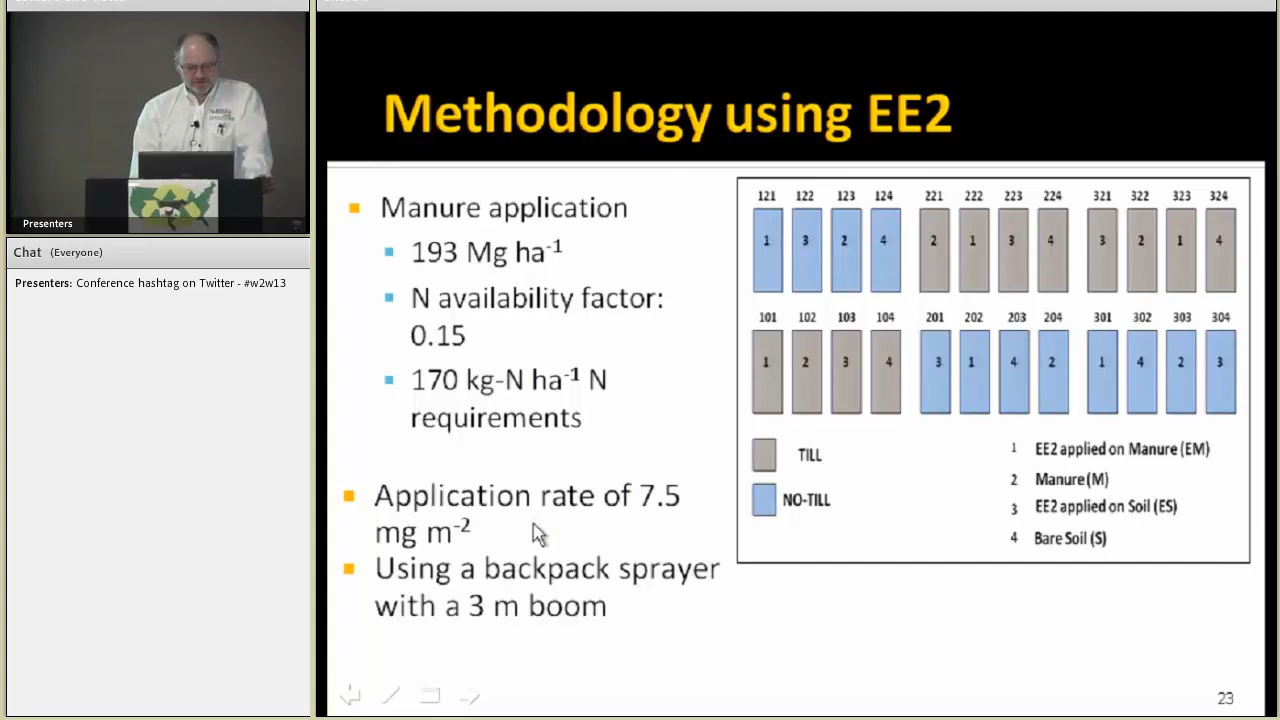 Methodology using EE2
Presenters
Chat (Everyone)
Presenters: Conference hashtag on Twitter - #w2w13
Manure application
193 Mg ha-1
N availability factor:
0.15
170 kg-N ha-1 N
requirements
Application rate of 7.5
mg m-2
Using a backpack sprayer
with a 3 m boom
121 122 123 124 221 222 223 224 321 322 323 324
1 3 2 4 2 1 3 4 3 2 1 4
101 102 103 104 201 202 203 204 301 302 303 304
1 2 3 4 3 1 4 2 1 4 2 3
TILL
NO-TILL
1 EE2 applied on Manure (EM)
2 Manure (M)
3 EE2 applied on Soil (ES)
4 Bare Soil (S)
23